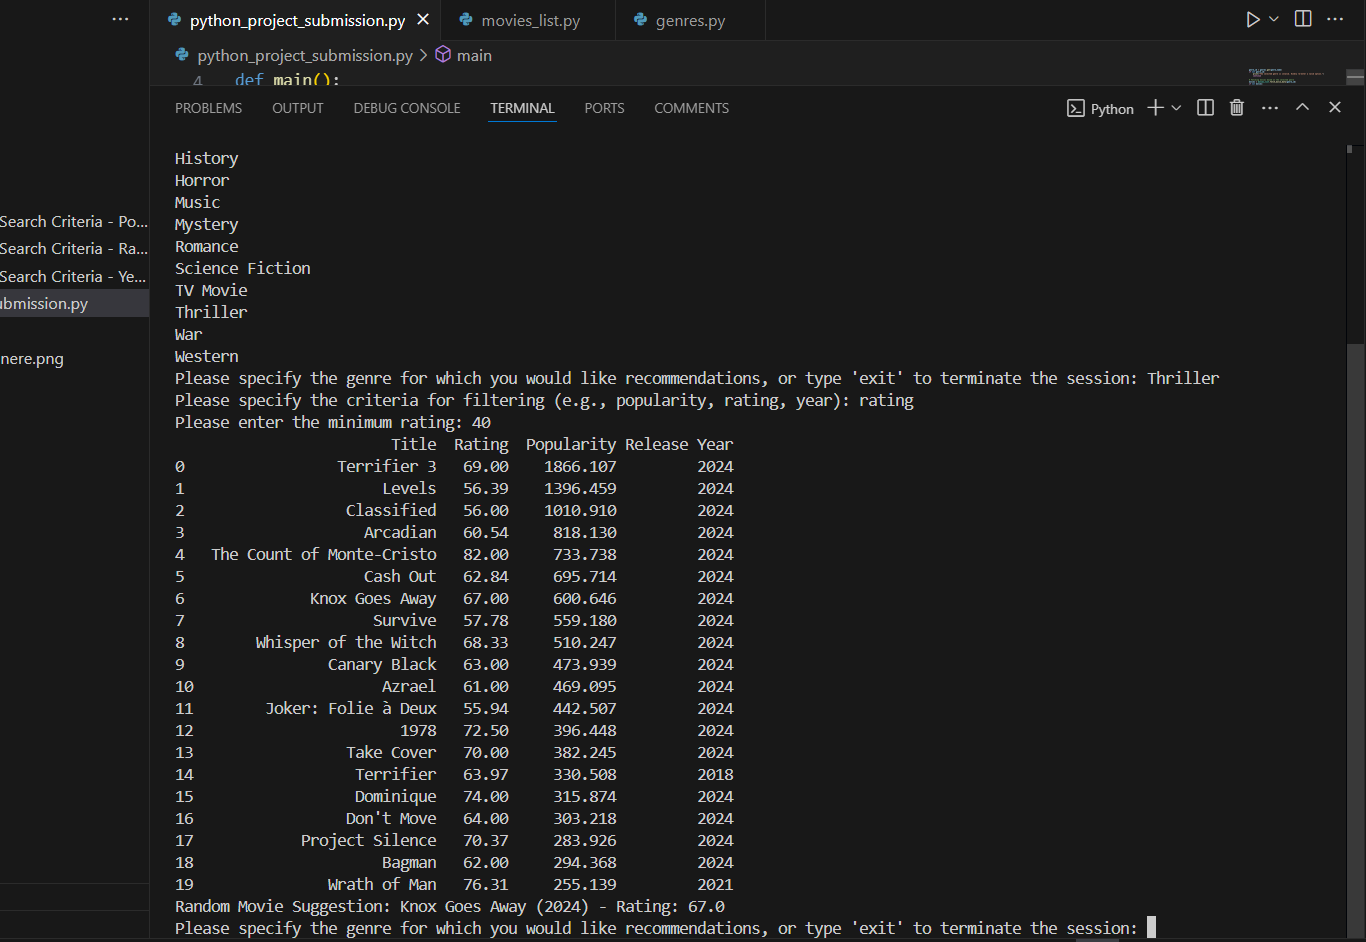 python_project_submission.py movies_list.py genres.py
python_project_submission.py > main
4 def main():
PROBLEMS OUTPUT DEBUG CONSOLE TERMINAL PORTS COMMENTS Python
Search Criteria - Po...
Search Criteria - Ra...
Search Criteria - Ye...
ubmission.py
nere.png
History
Horror
Music
Mystery
Romance
Science Fiction
TV Movie
Thriller
War
Western
Please specify the genre for which you would like recommendations, or type 'exit' to terminate the session: Thriller
Please specify the criteria for filtering (e.g., popularity, rating, year): rating
Please enter the minimum rating: 40
Title Rating Popularity Release Year
0 Terrifier 3 69.00 1866.107 2024
1 Levels 56.39 1396.459 2024
2 Classified 56.00 1010.910 2024
3 Arcadian 60.54 818.130 2024
4 The Count of Monte-Cristo 82.00 733.738 2024
5 Cash Out 62.84 695.714 2024
6 Knox Goes Away 67.00 600.646 2024
7 Survive 57.78 559.180 2024
8 Whisper of the Witch 68.33 510.247 2024
9 Canary Black 63.00 473.939 2024
10 Azrael 61.00 469.095 2024
11 Joker: Folie à Deux 55.94 442.507 2024
12 1978 72.50 396.448 2024
13 Take Cover 70.00 382.245 2024
14 Terrifier 63.97 330.508 2018
15 Dominique 74.00 315.874 2024
16 Don't Move 64.00 303.218 2024
17 Project Silence 70.37 283.926 2024
18 Bagman 62.00 294.368 2024
19 Wrath of Man 76.31 255.139 2021
Random Movie Suggestion: Knox Goes Away (2024) - Rating: 67.0
Please specify the genre for which you would like recommendations, or type 'exit' to terminate the session: